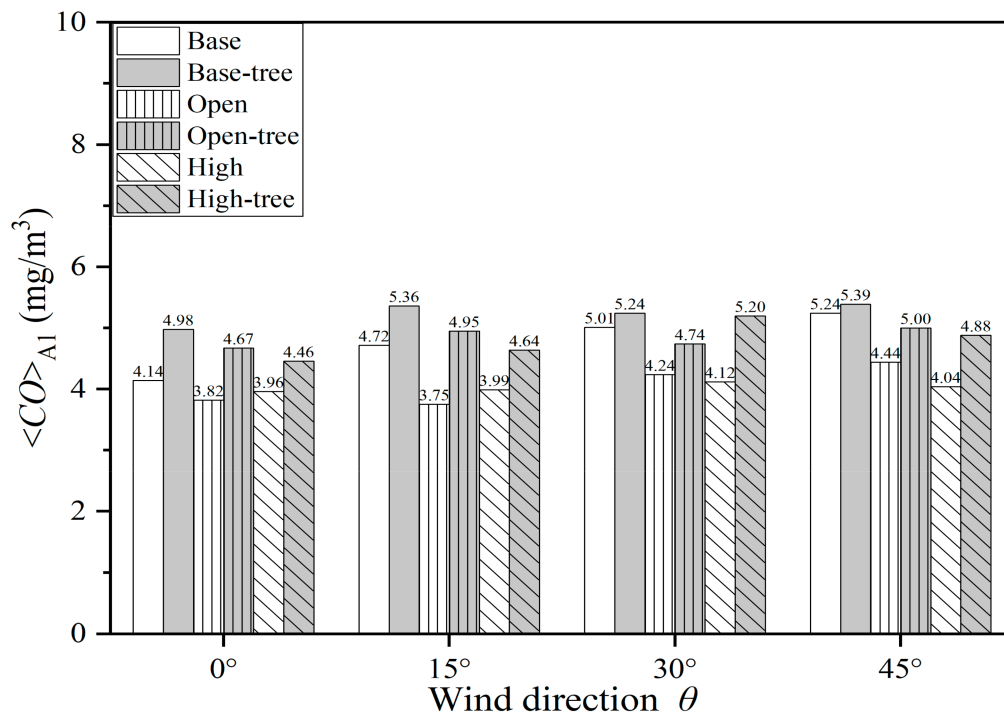 10
8
6
4
2
0
<CO>A1 (mg/m³)
Base
Base-tree
Open
Open-tree
High
High-tree
4.14 4.98 3.82 4.67 3.96 4.46
4.72 5.36 3.75 4.95 3.99 4.64
5.01 5.24 4.24 4.74 4.12 5.20
5.24 5.39 4.44 5.00 4.04 4.88
0° 15° 30° 45°
Wind direction θ